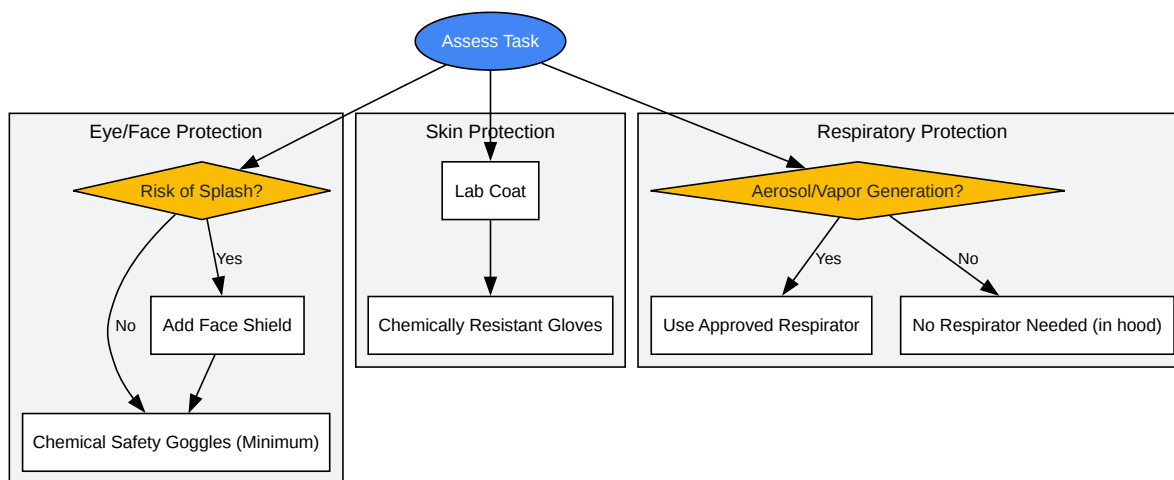 Assess Task
Eye/Face Protection
Skin Protection
Respiratory Protection
Risk of Splash?
Lab Coat
Aerosol/Vapor Generation?
Yes
Yes
No
No
Add Face Shield
Chemically Resistant Gloves
Use Approved Respirator
No Respirator Needed (in hood)
Chemical Safety Goggles (Minimum)